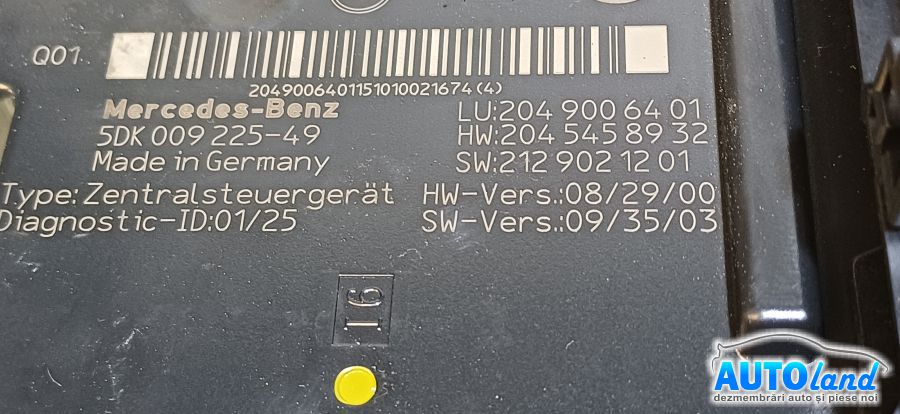 Q01
2049006401151010021674(4)
Mercedes-Benz LU:204 900 64 01
5DK 009 225-49 HW:204 545 89 32
Made in Germany SW:212 902 12 01
Type: Zentralsteuergerät HW-Vers.:08/29/00
Diagnostic-ID:01/25 SW-Vers.:09/35/03
16
AUTOland
dezmembrări auto și piese noi